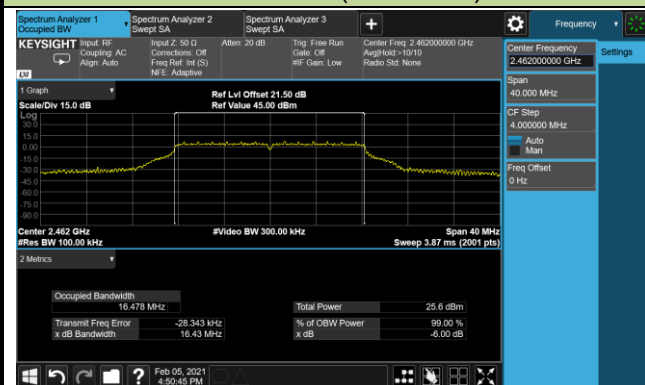 Spectrum Analyzer 1
Occupied BW
Spectrum Analyzer 2
Swept SA
Spectrum Analyzer 3
Swept SA
+
Frequency
KEYSIGHT
Input: RF
Coupling: AC
Align: Auto
Input Z: 50 Ω
Corrections: Off
Freq Ref: Int (S)
NFE: Adaptive
Atten: 20 dB
Trig: Free Run
Gate: Off
#IF Gain: Low
Center Freq: 2.462000000 GHz
Avg|Hold:>10/10
Radio Std: None
LXI
Center Frequency
2.462000000 GHz
Settings
Span
40.000 MHz
CF Step
4.000000 MHz
Auto
Man
Freq Offset
0 Hz
1 Graph
Scale/Div 15.0 dB
Ref Lvl Offset 21.50 dB
Ref Value 45.00 dBm
Log
30.0
15.0
0.00
-15.0
-30.0
-45.0
-60.0
-75.0
-90.0
Center 2.462 GHz
#Res BW 100.00 kHz
#Video BW 300.00 kHz
Span 40 MHz
Sweep 3.87 ms (2001 pts)
2 Metrics
Occupied Bandwidth
16.478 MHz
Total Power
25.6 dBm
Transmit Freq Error
-28.343 kHz
% of OBW Power
99.00 %
x dB Bandwidth
16.43 MHz
x dB
-6.00 dB
?
Feb 05, 2021
4:50:45 PM